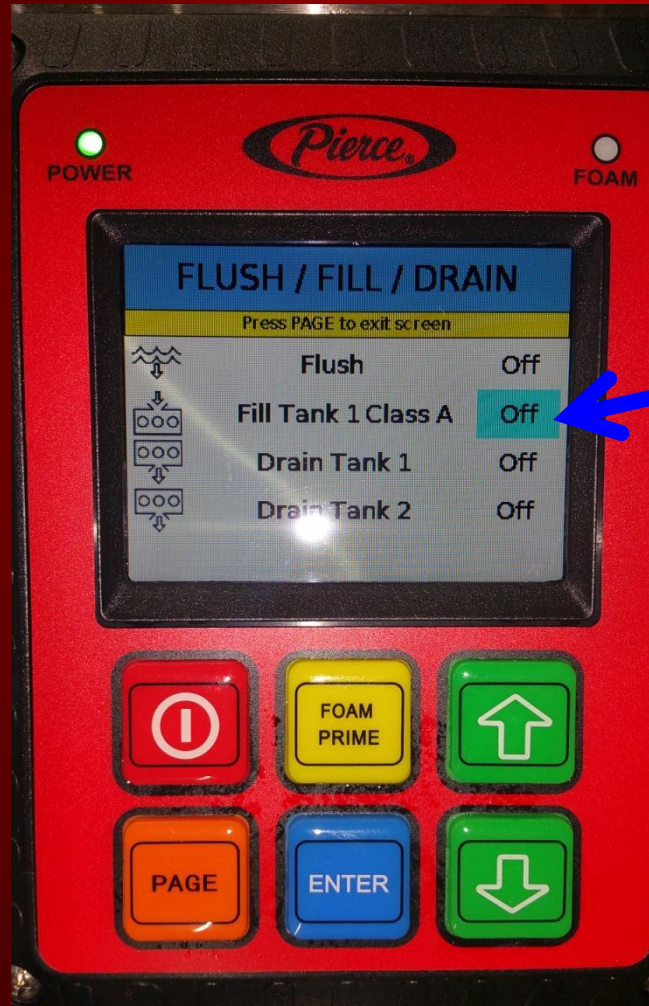 Pierce®
POWER
FOAM
FLUSH / FILL / DRAIN
Press PAGE to exit screen
Flush Off
Fill Tank 1 Class A Off
Drain Tank 1 Off
Drain Tank 2 Off
FOAM
PRIME
PAGE
ENTER